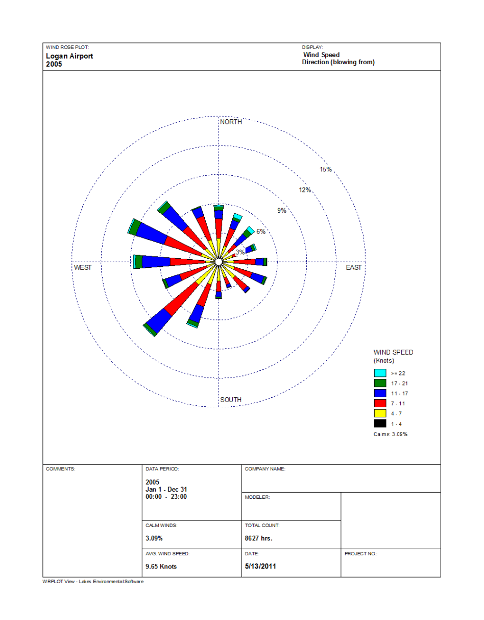 WIND ROSE PLOT:
Logan Airport
2005
DISPLAY:
Wind Speed
Direction (blowing from)
NORTH
15%
12%
9%
6%
3%
WEST
EAST
SOUTH
WIND SPEED
(Knots)
>= 22
17 - 21
11 - 17
7 - 11
4 - 7
1 - 4
Calms: 3.09%
COMMENTS:
DATA PERIOD:
2005
Jan 1 - Dec 31
00:00 - 23:00
COMPANY NAME:
MODELER:
CALM WINDS:
3.09%
TOTAL COUNT:
8627 hrs.
AVG. WIND SPEED:
9.65 Knots
DATE:
5/13/2011
PROJECT NO.:
WRPLOT View - Lakes Environmental Software